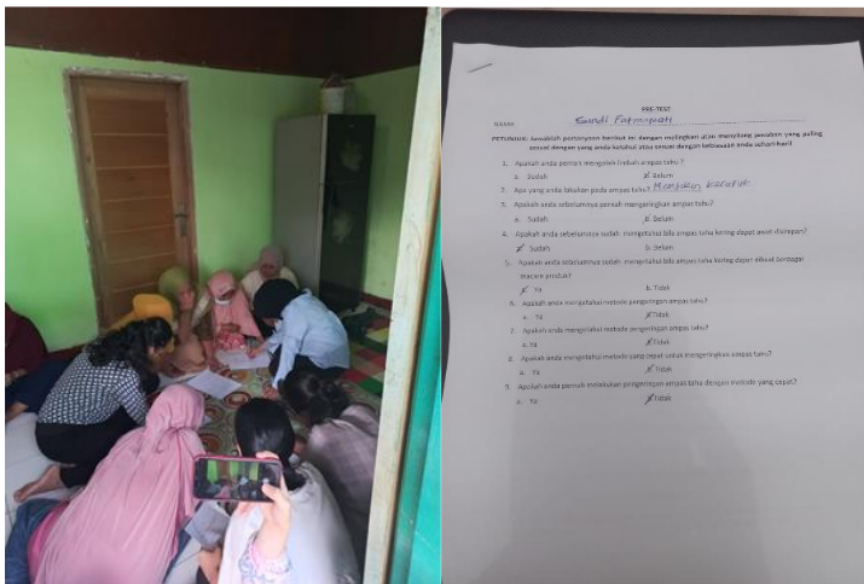 PRE-TEST
NAMA Sundi Fatmawati
PETUNJUK: Jawablah pertanyaan berikut ini dengan melingkari atau menyilang jawaban yang paling
sesuai dengan yang anda ketahui atau sesuai dengan kebiasaan anda sehari-hari!
1. Apakah anda pernah mengolah limbah ampas tahu?
a. Sudah b. Belum
2. Apa yang anda lakukan pada ampas tahu?
3. Apakah anda sebelumnya pernah mengeringkan ampas tahu?
a. Sudah b. Belum
4. Apakah anda sebelumnya sudah mengetahui bila ampas tahu kering dapat awet disimpan?
a. Sudah b. Belum
5. Apakah anda sebelumnya sudah mengetahui bila ampas tahu kering dapat dibuat berbagai
macam produk?
a. Ya b. Tidak
6. Apakah anda mengetahui metode pengeringan ampas tahu?
a. Ya b. Tidak
7. Apakah anda mengetahui metode pengeringan ampas tahu?
a. Ya b. Tidak
8. Apakah anda mengetahui metode yang cepat untuk mengeringkan ampas tahu?
a. Ya b. Tidak
9. Apakah anda pernah melakukan pengeringan ampas tahu dengan metode yang cepat?
a. Ya b. Tidak